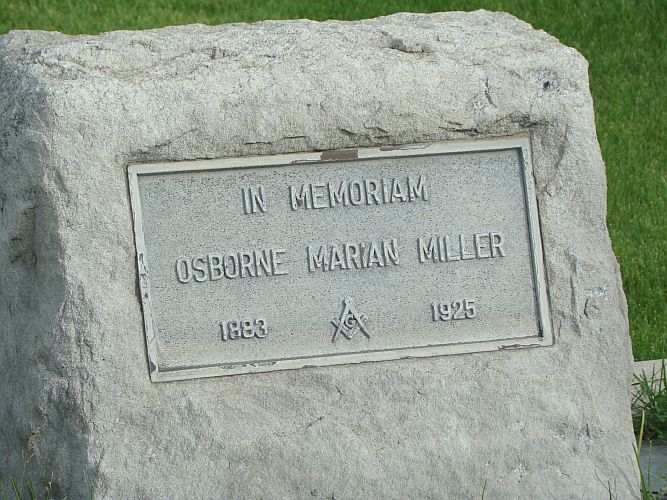 IN MEMORIAM
OSBORNE MARIAN MILLER
1883 G 1925